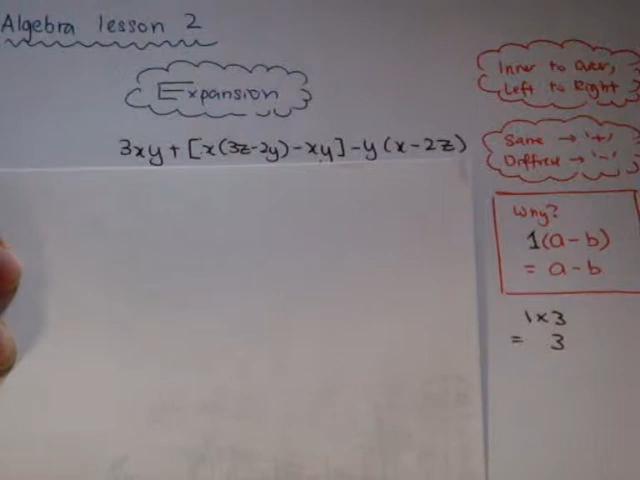 Algebra lesson 2
Expansion
3xy + [x(3z-2y) - xy] - y(x-2z)
Inner to outer,
Left to Right
Same → '+'
→ '-'
Why?
1(a-b)
= a-b
1×3
= 3